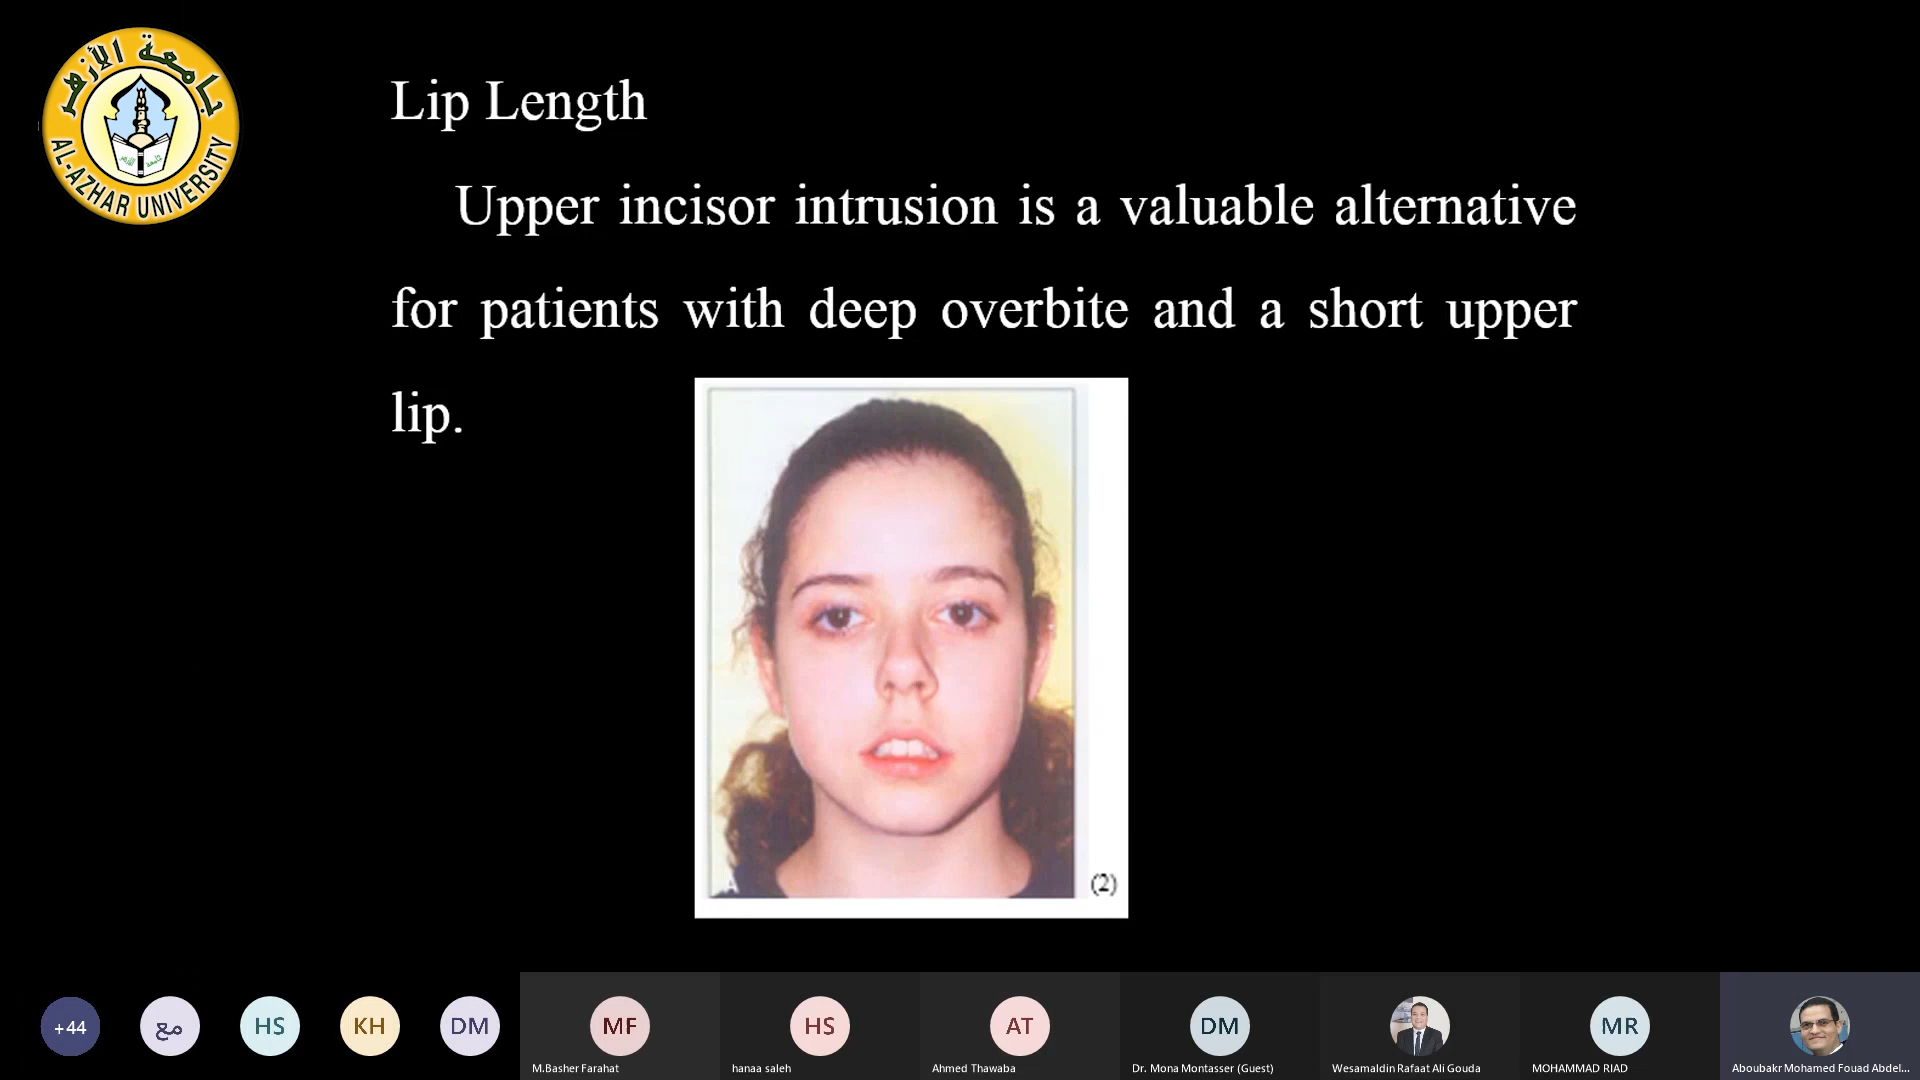 جامعة الأزهر
AL-AZHAR UNIVERSITY
Lip Length
Upper incisor intrusion is a valuable alternative
for patients with deep overbite and a short upper
lip.
(2)
+44
مع
HS
KH
DM
MF
HS
AT
DM
MR
M.Basher Farahat
hanaa saleh
Ahmed Thawaba
Dr. Mona Montasser (Guest)
Wesamaldin Rafaat Ali Gouda
MOHAMMAD RIAD
Aboubakr Mohamed Fouad Abdel...